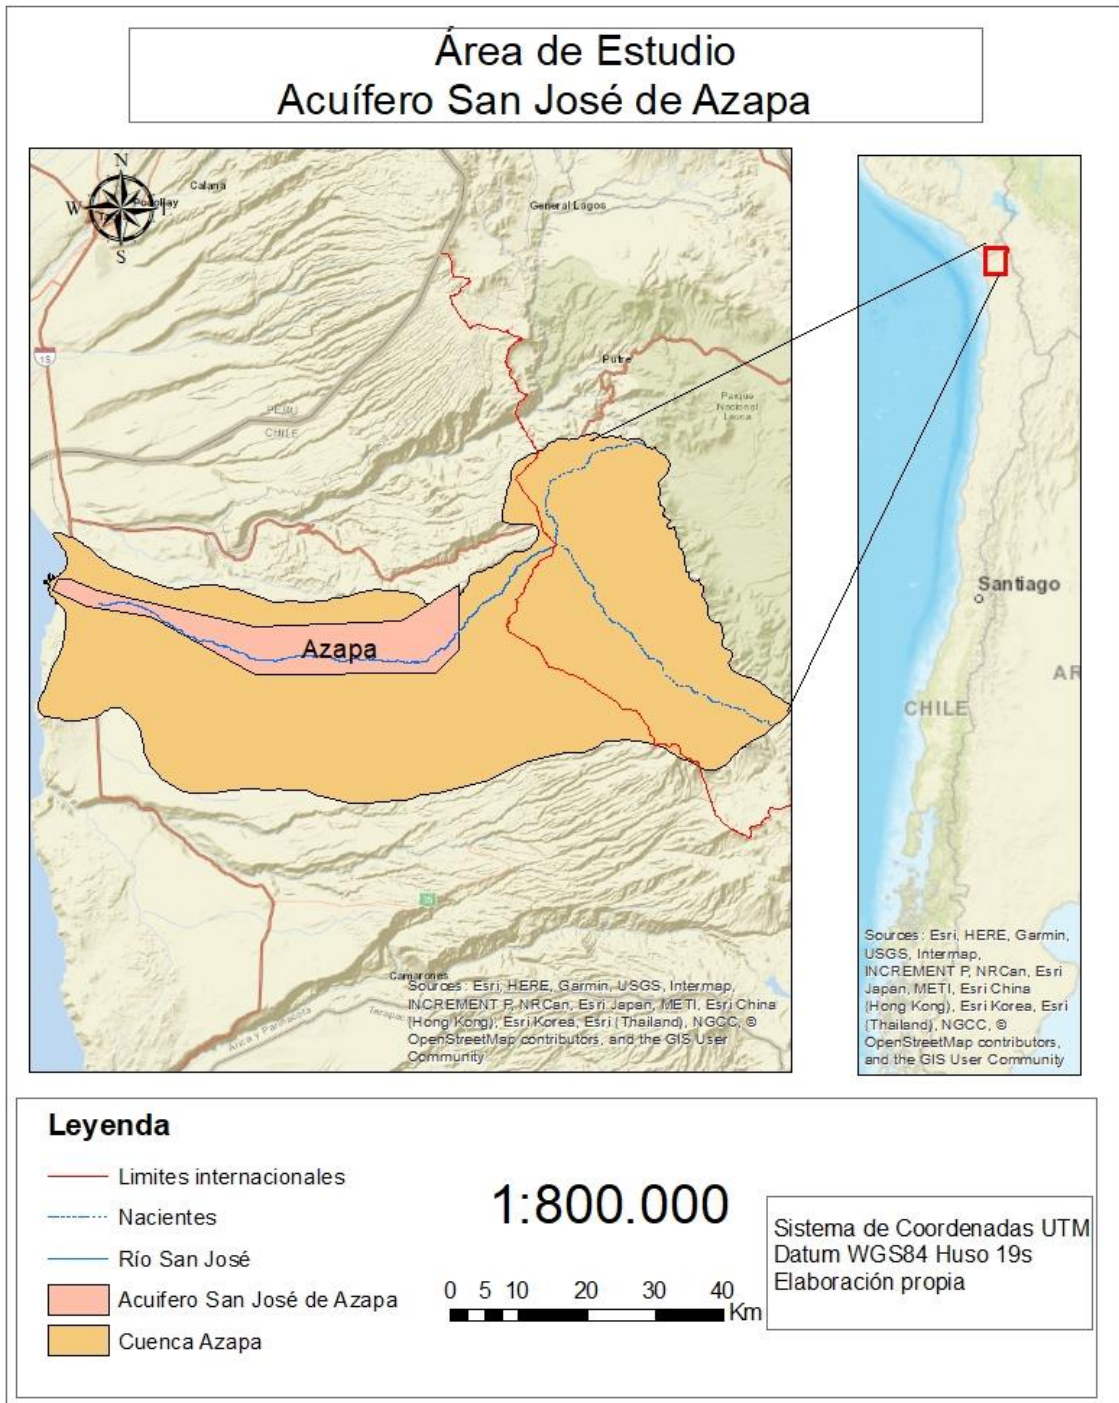 Área de Estudio
Acuífero San José de Azapa
N
W
E
S
Calana
General Lagos
15
PERU
CHILE
Putre
Parque
Nacional
Lauca
Azapa
Camarones
Arica y Parinacota
Sources: Esri, HERE, Garmin, USGS, Intermap,
INCREMENT P, NRCan, Esri Japan, METI, Esri China
(Hong Kong), Esri Korea, Esri (Thailand), NGCC, ©
OpenStreetMap contributors, and the GIS User
Community
Santiago
CHILE
AR
Sources: Esri, HERE, Garmin,
USGS, Intermap,
INCREMENT P, NRCan, Esri
Japan, METI, Esri China
(Hong Kong), Esri Korea, Esri
(Thailand), NGCC, ©
OpenStreetMap contributors,
and the GIS User Community
Leyenda
Limites internacionales
Nacientes
Río San José
Acuifero San José de Azapa
Cuenca Azapa
1:800.000
0 5 10 20 30 40
Km
Sistema de Coordenadas UTM
Datum WGS84 Huso 19s
Elaboración propia